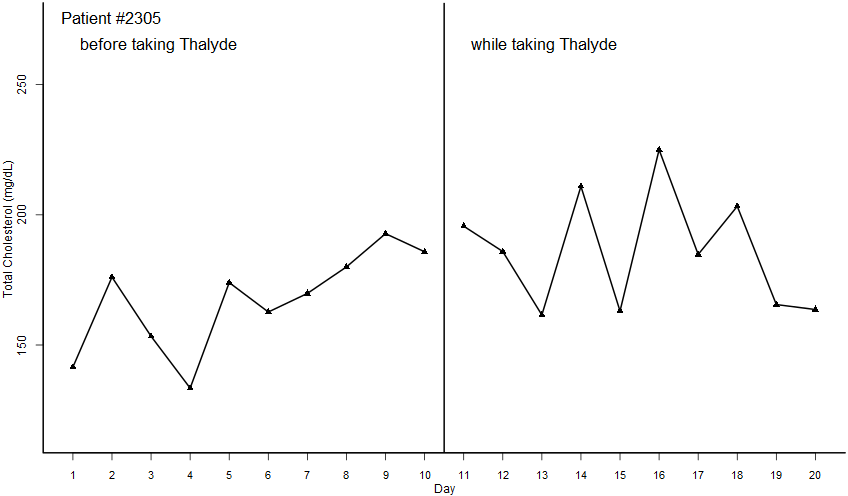 Patient #2305
before taking Thalyde
while taking Thalyde
Total Cholesterol (mg/dL)
250
200
150
1 2 3 4 5 6 7 8 9 10 11 12 13 14 15 16 17 18 19 20
Day